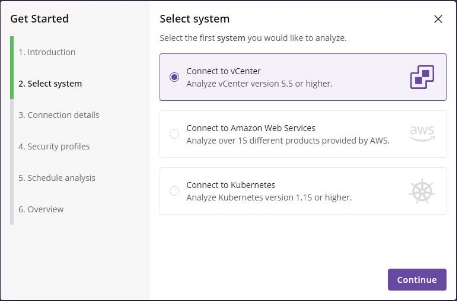 Get Started
1. Introduction
2. Select system
3. Connection details
4. Security profiles
5. Schedule analysis
6. Overview
Select system
Select the first system you would like to analyze.
Connect to vCenter
Analyze vCenter version 5.5 or higher.
Connect to Amazon Web Services
Analyze over 15 different products provided by AWS.
aws
Connect to Kubernetes
Analyze Kubernetes version 1.15 or higher.
Continue